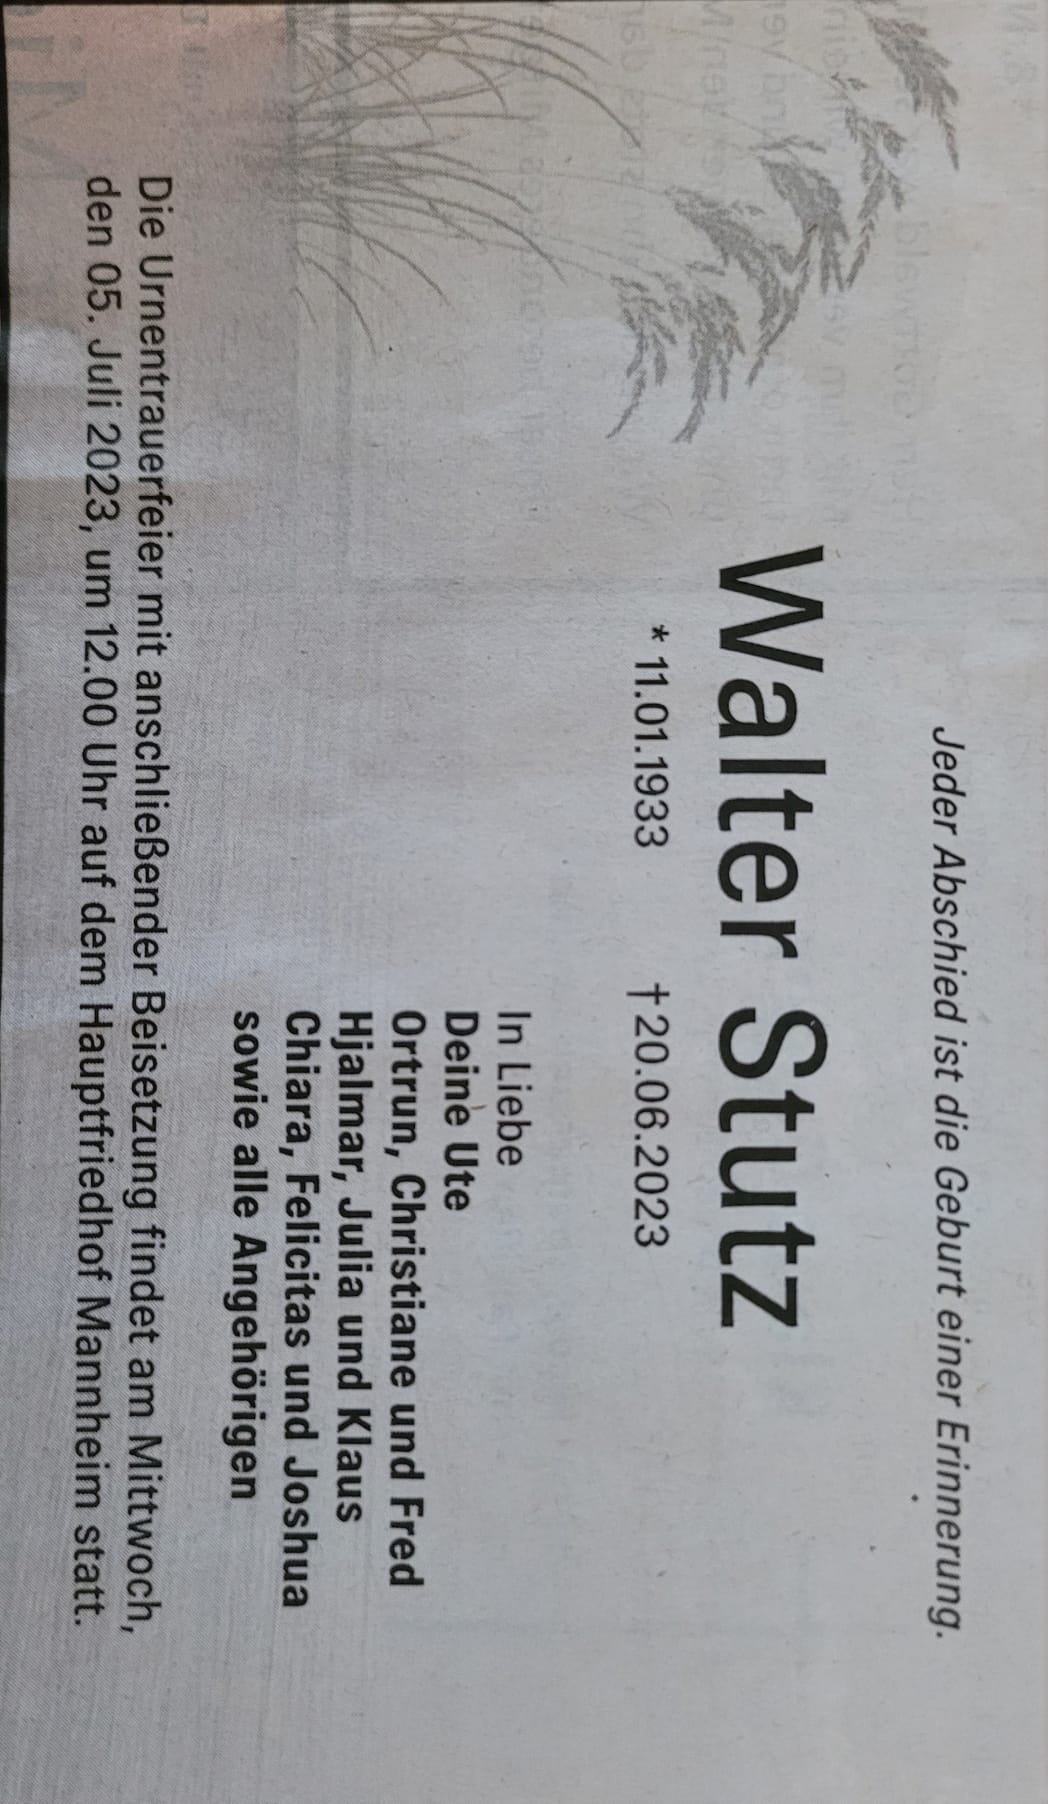 Jeder Abschied ist die Geburt einer Erinnerung.
Walter Stutz
* 11.01.1933 † 20.06.2023
In Liebe
Deine Ute
Ortrun, Christiane und Fred
Hjalmar, Julia und Klaus
Chiara, Felicitas und Joshua
sowie alle Angehörigen
Die Urnentrauerfeier mit anschließender Beisetzung findet am Mittwoch,
den 05. Juli 2023, um 12.00 Uhr auf dem Hauptfriedhof Mannheim statt.